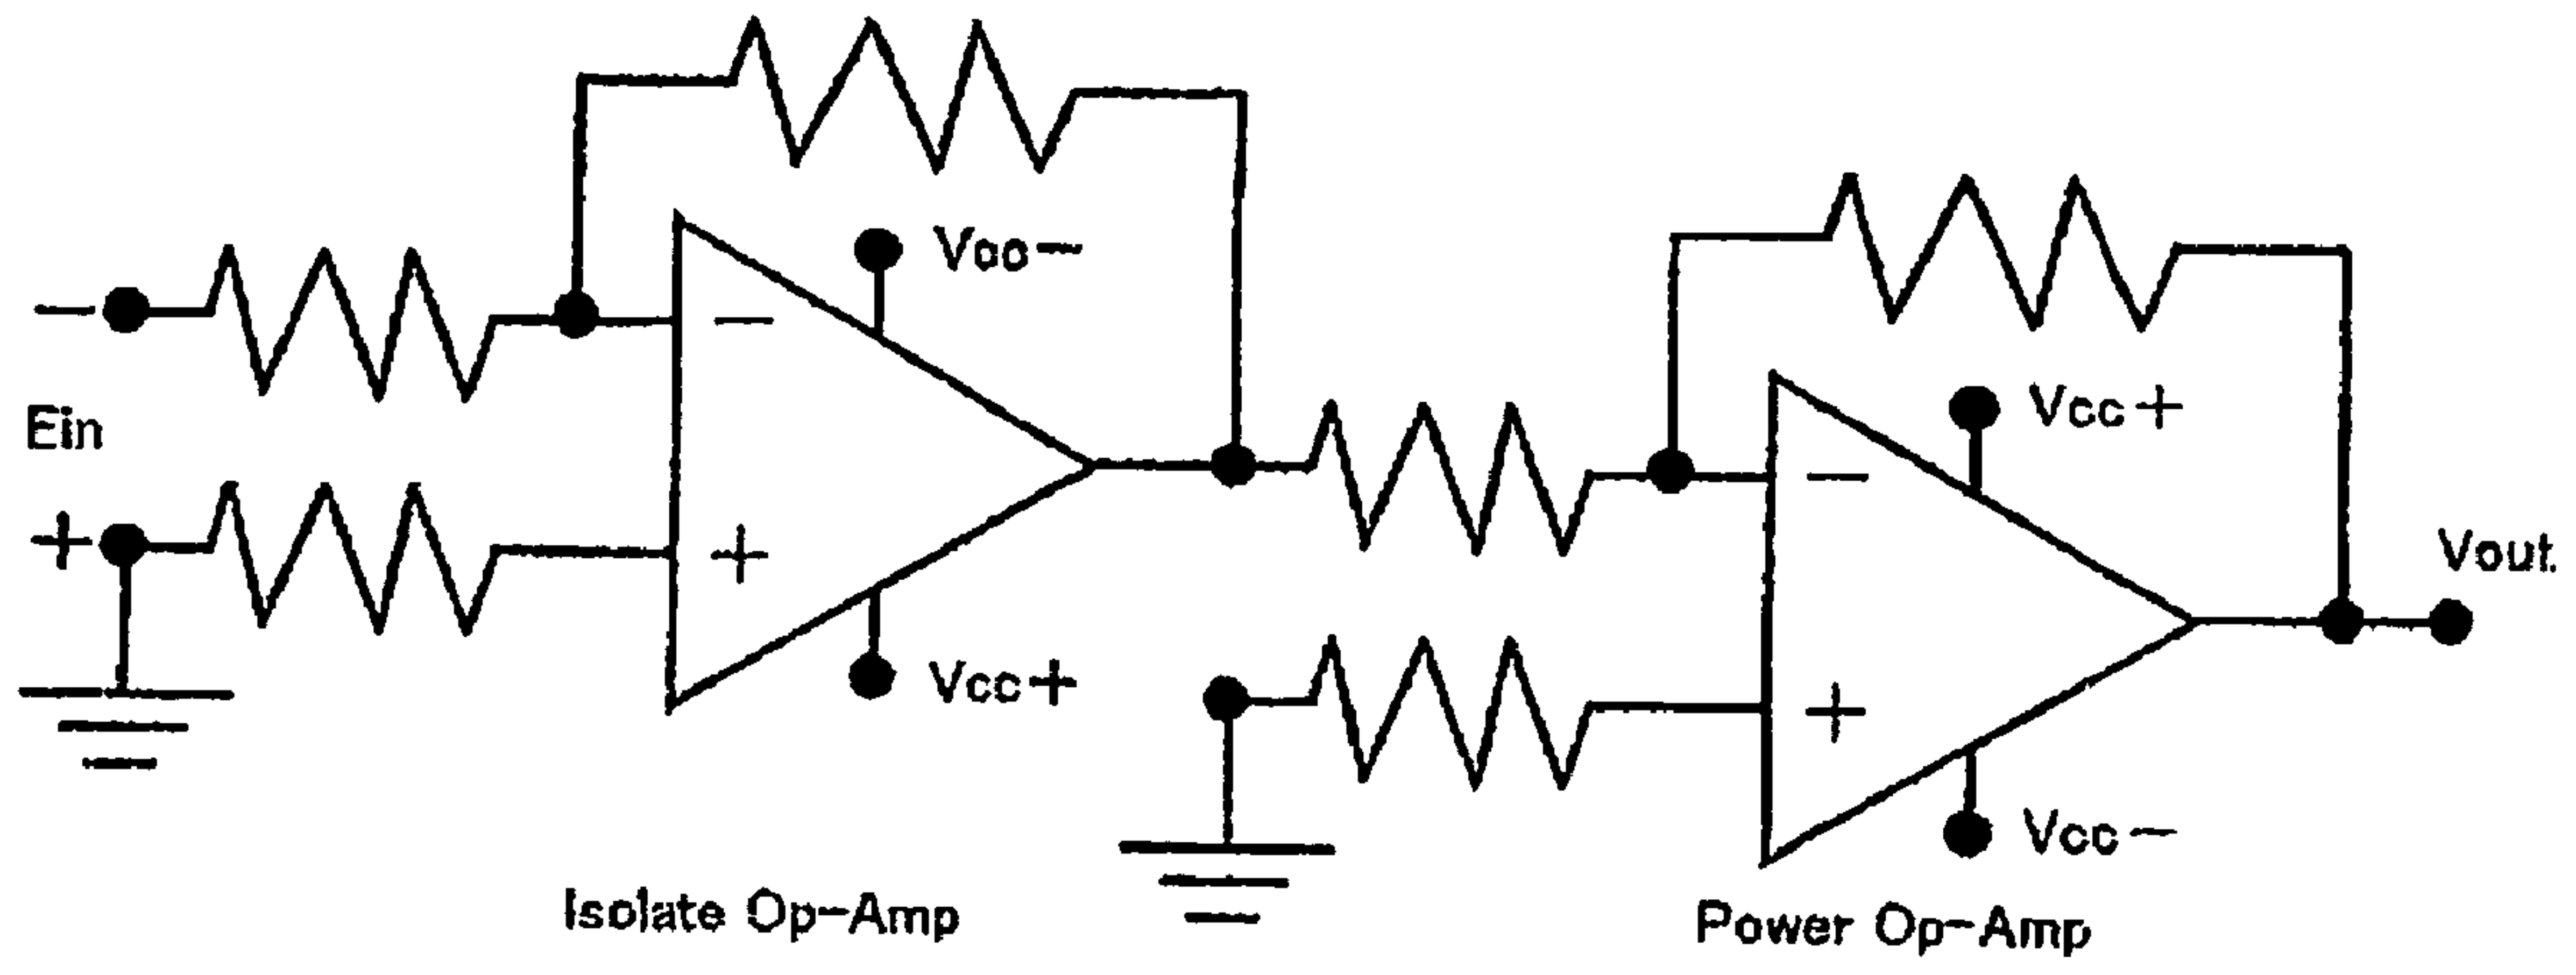 Vcc−
−
−
Ein
Vcc+
−
+
+
Vout.
Vcc+
+
Vcc−
Isolate Op-Amp
Power Op-Amp